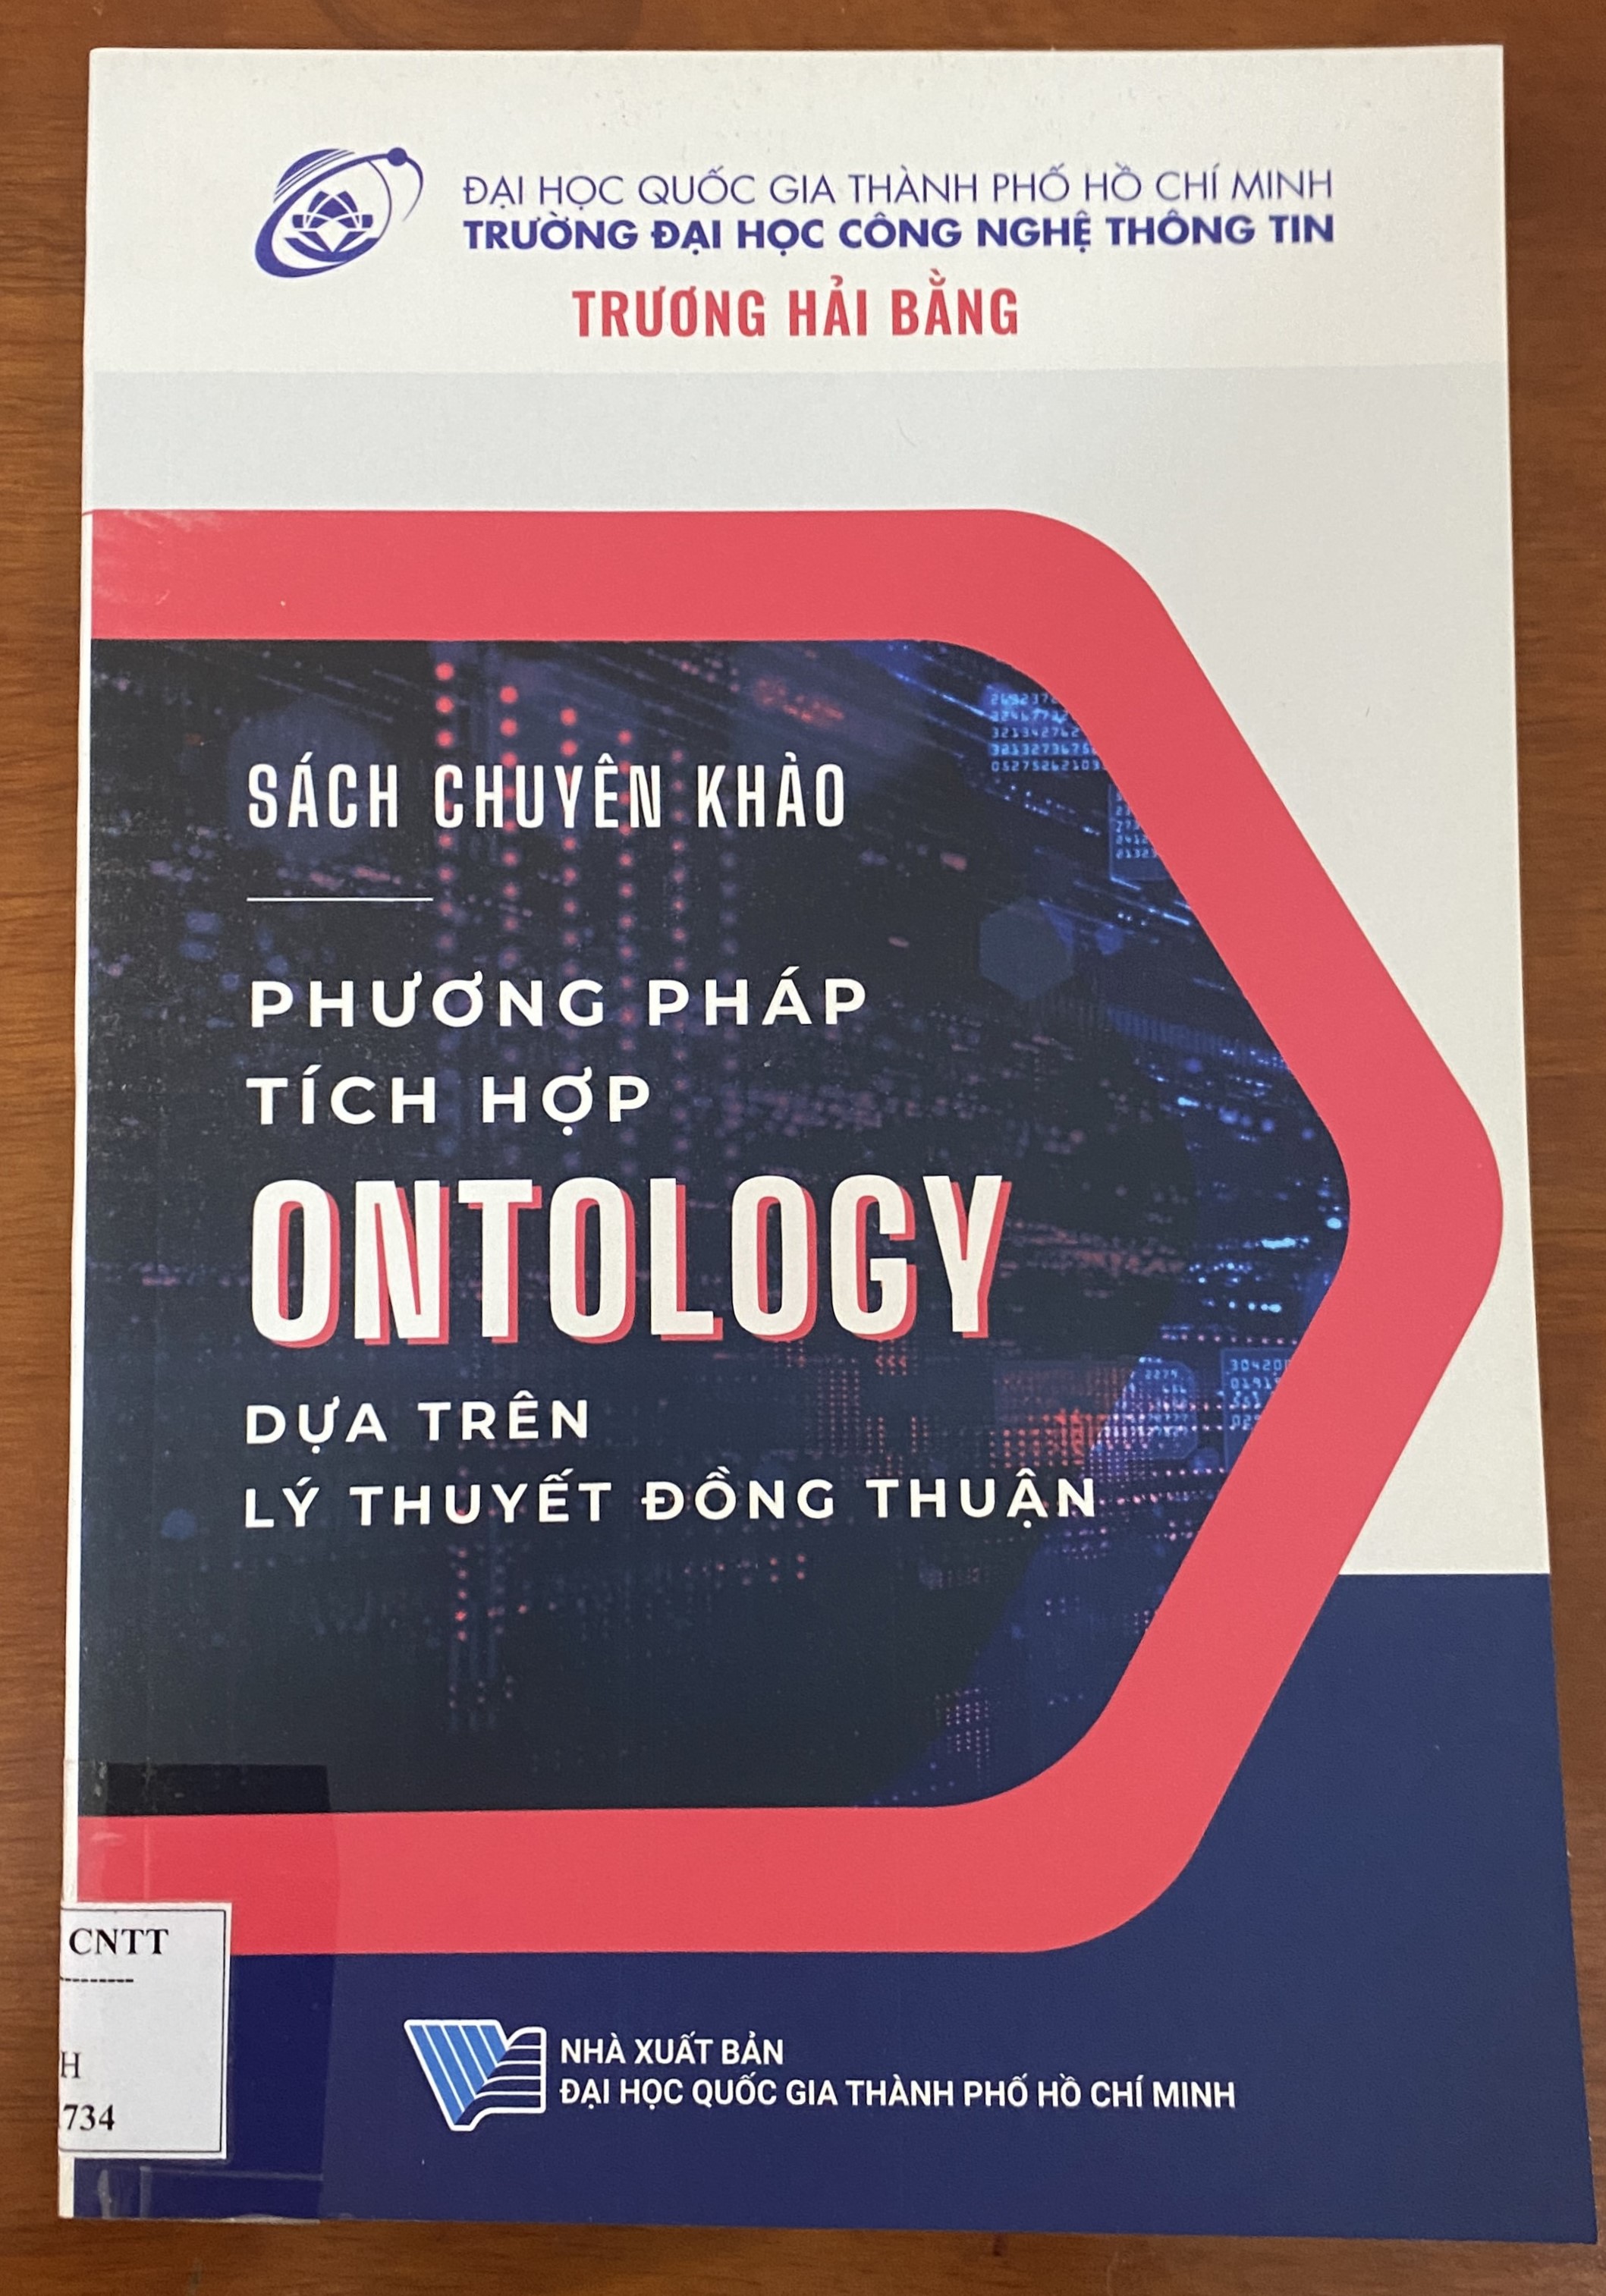 ĐẠI HỌC QUỐC GIA THÀNH PHỐ HỒ CHÍ MINH
TRƯỜNG ĐẠI HỌC CÔNG NGHỆ THÔNG TIN
TRƯƠNG HẢI BẰNG
SÁCH CHUYÊN KHẢO
PHƯƠNG PHÁP
TÍCH HỢP
ONTOLOGY
DỰA TRÊN
LÝ THUYẾT ĐỒNG THUẬN
CNTT
H
734
NHÀ XUẤT BẢN
ĐẠI HỌC QUỐC GIA THÀNH PHỐ HỒ CHÍ MINH